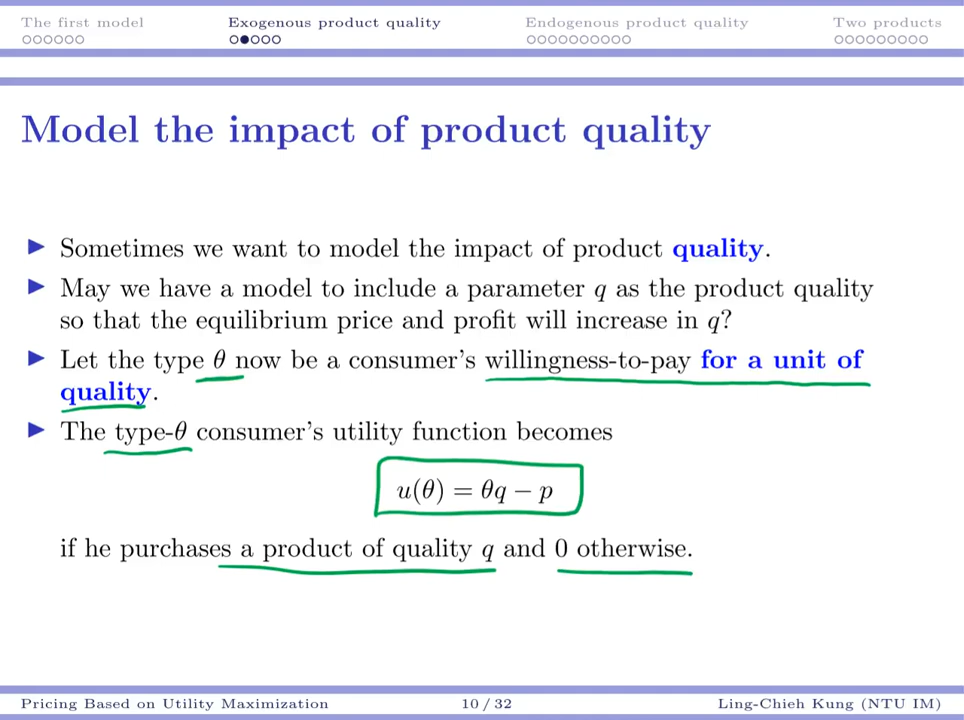 The first model Exogenous product quality Endogenous product quality Two products
Model the impact of product quality
Sometimes we want to model the impact of product quality.
May we have a model to include a parameter q as the product quality
so that the equilibrium price and profit will increase in q?
Let the type θ now be a consumer's willingness-to-pay for a unit of
quality.
The type-θ consumer's utility function becomes
u(θ) = θq − p
if he purchases a product of quality q and 0 otherwise.
Pricing Based on Utility Maximization 10 / 32 Ling-Chieh Kung (NTU IM)